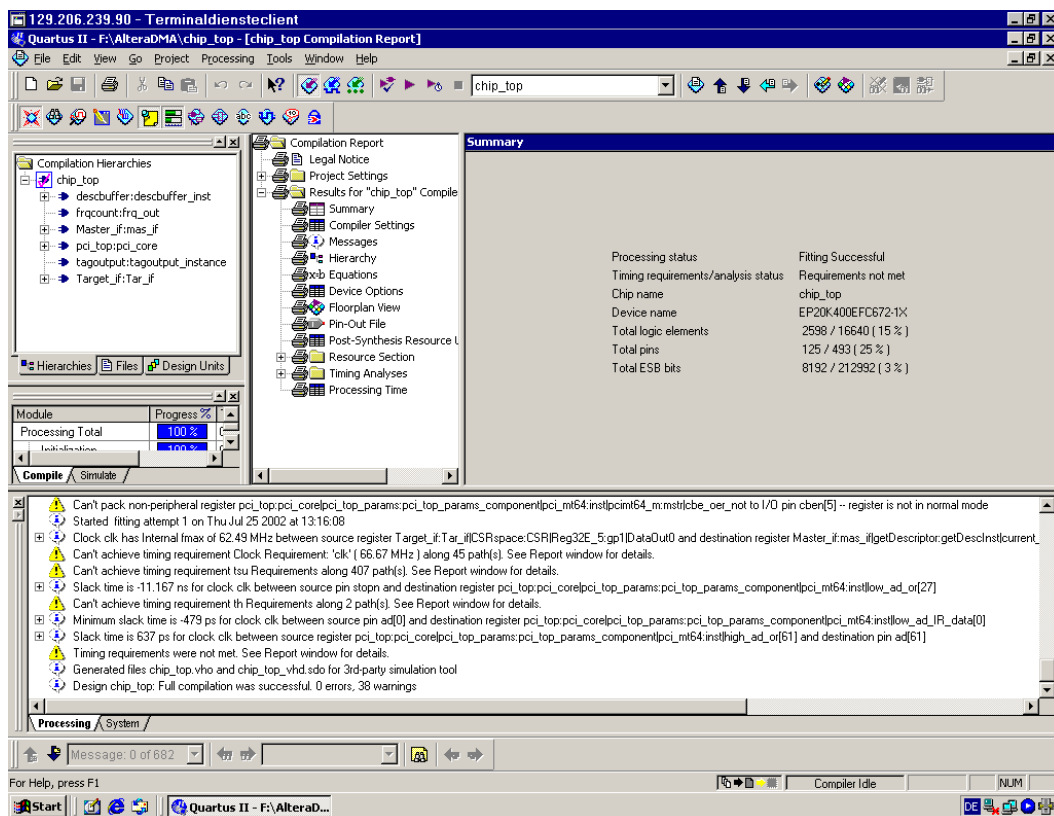 129.206.239.90 - Terminaldiensteclient
Quartus II - F:\AlteraDMA\chip_top - [chip_top Compilation Report]
File Edit View Go Project Processing Tools Window Help
chip_top
Compilation Hierarchies
chip_top
descbuffer:descbuffer_inst
frqcount:frq_out
Master_if:mas_if
pci_top:pci_core
tagoutput:tagoutput_instance
Target_if:Tar_if
Hierarchies Files Design Units
Module Progress %
Processing Total 100 %
Initialization 100 %
Compile Simulate
Compilation Report
Legal Notice
Project Settings
Results for "chip_top" Compile
Summary
Compiler Settings
Messages
Hierarchy
Equations
Device Options
Floorplan View
Pin-Out File
Post-Synthesis Resource U
Resource Section
Timing Analyses
Processing Time
Summary
Processing status Fitting Successful
Timing requirements/analysis status Requirements not met
Chip name chip_top
Device name EP20K400EFC672-1X
Total logic elements 2598 / 16640 ( 15 % )
Total pins 125 / 493 ( 25 % )
Total ESB bits 8192 / 212992 ( 3 % )
Can't pack non-peripheral register pci_top:pci_core|pci_top_params:pci_top_params_component|pci_mt64:inst|pcimt64_m:mstr|cbe_oer_not to I/O pin cben[5] -- register is not in normal mode
Started fitting attempt 1 on Thu Jul 25 2002 at 13:16:08
Clock clk has Internal fmax of 62.49 MHz between source register Target_if:Tar_if|CSRspace:CSR|Reg32E_5:gp1|DataOut0 and destination register Master_if:mas_if|getDescriptor:getDescInst|current_
Can't achieve timing requirement Clock Requirement: 'clk' ( 66.67 MHz ) along 45 path(s). See Report window for details.
Can't achieve timing requirement tsu Requirements along 407 path(s). See Report window for details.
Slack time is -11.167 ns for clock clk between source pin stopn and destination register pci_top:pci_core|pci_top_params:pci_top_params_component|pci_mt64:inst|low_ad_or[27]
Can't achieve timing requirement th Requirements along 2 path(s). See Report window for details.
Minimum slack time is -479 ps for clock clk between source pin ad[0] and destination register pci_top:pci_core|pci_top_params:pci_top_params_component|pci_mt64:inst|low_ad_IR_data[0]
Slack time is 637 ps for clock clk between source register pci_top:pci_core|pci_top_params:pci_top_params_component|pci_mt64:inst|high_ad_or[61] and destination pin ad[61]
Timing requirements were not met. See Report window for details.
Generated files chip_top.vho and chip_top_vhd.sdo for 3rd-party simulation tool
Design chip_top: Full compilation was successful. 0 errors, 38 warnings
Processing System
Message: 0 of 682
For Help, press F1
Compiler Idle
NUM
Start
Quartus II - F:\AlteraD...
DE